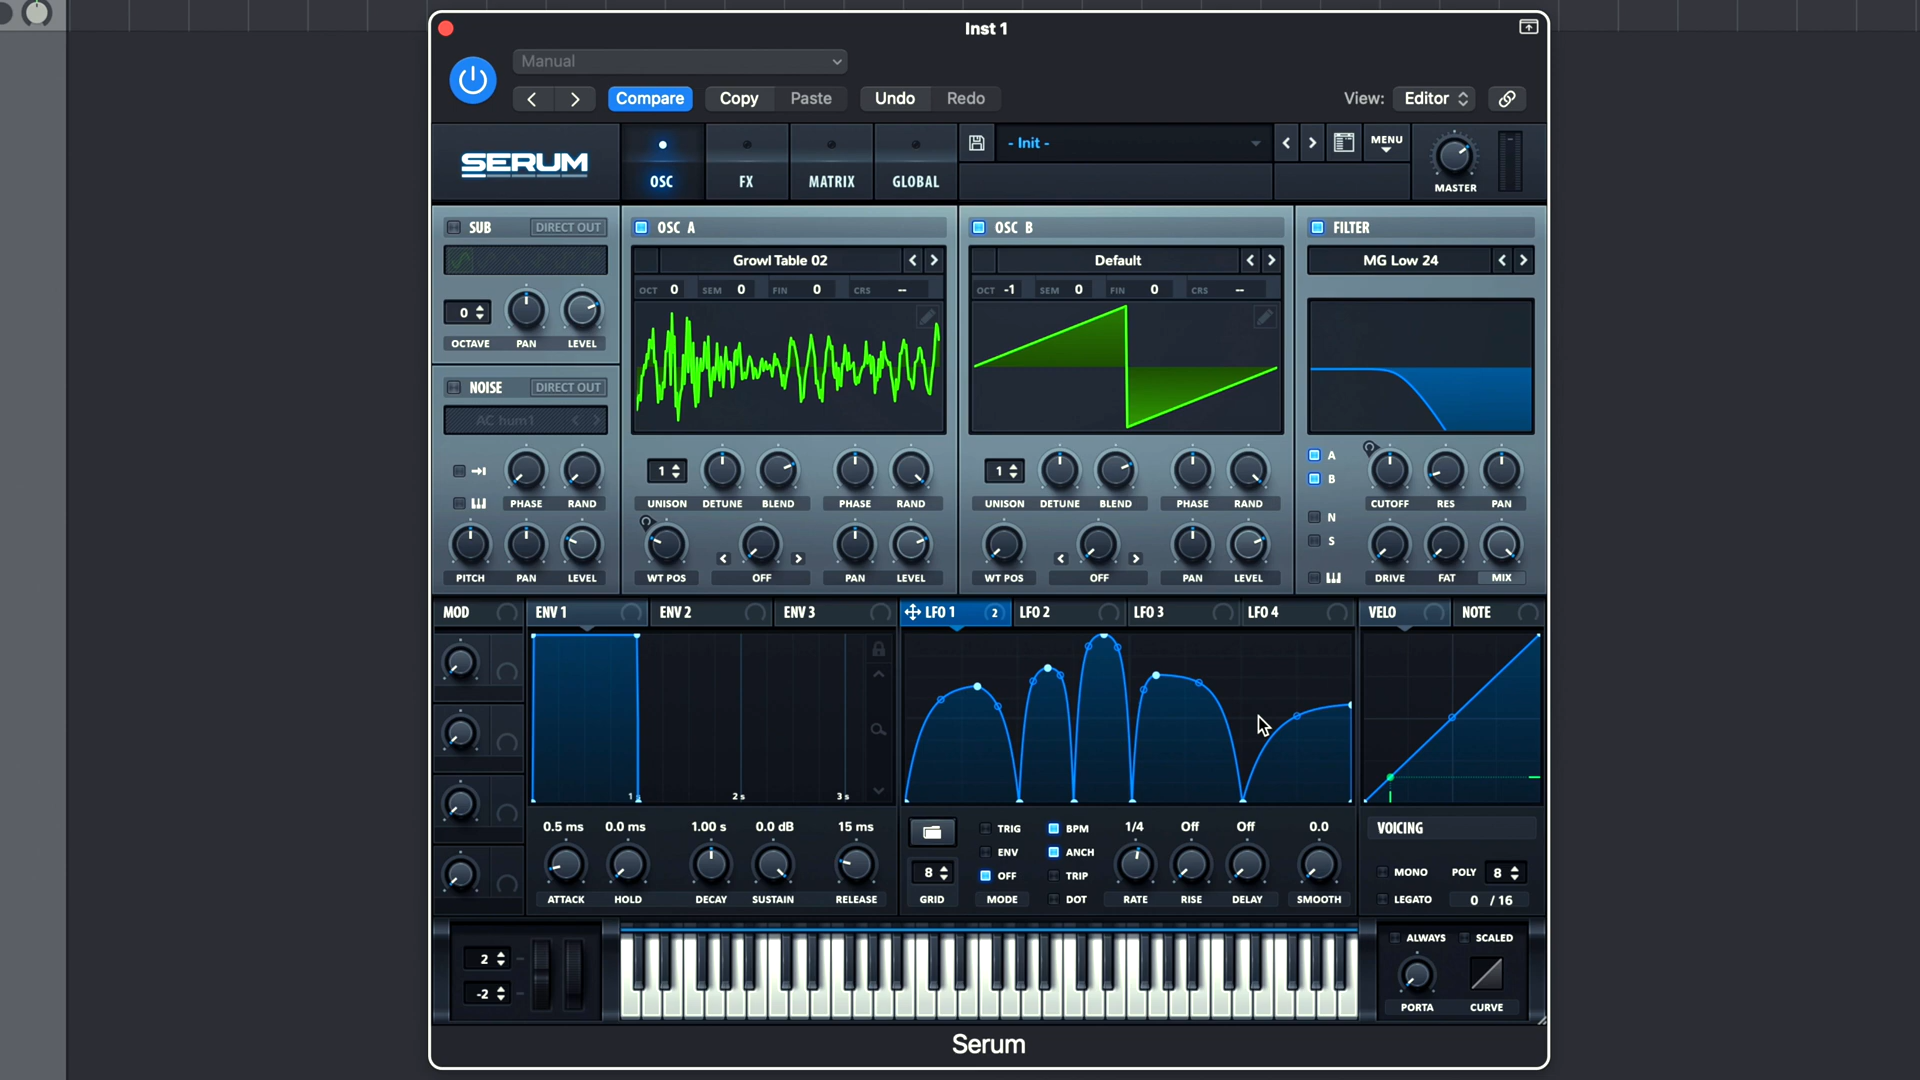 Inst 1
Manual
Compare Copy Paste Undo Redo View: Editor
SERUM OSC FX MATRIX GLOBAL - Init - MENU MASTER
SUB DIRECT OUT OSC A OSC B FILTER
Growl Table 02 Default MG Low 24
OCT 0 SEM 0 FIN 0 CRS -- OCT -1 SEM 0 FIN 0 CRS --
0
OCTAVE PAN LEVEL
NOISE DIRECT OUT
AC hum1
A
1 1
B
PHASE RAND UNISON DETUNE BLEND PHASE RAND UNISON DETUNE BLEND PHASE RAND CUTOFF RES PAN
N
S
PITCH PAN LEVEL WT POS OFF PAN LEVEL WT POS OFF PAN LEVEL DRIVE FAT MIX
MOD ENV 1 ENV 2 ENV 3 LFO 1 2 LFO 2 LFO 3 LFO 4 VELO NOTE
1 2s 3s
0.5 ms 0.0 ms 1.00 s 0.0 dB 15 ms TRIG BPM 1/4 Off Off 0.0 VOICING
ENV ANCH
8 OFF TRIP MONO POLY 8
ATTACK HOLD DECAY SUSTAIN RELEASE GRID MODE DOT RATE RISE DELAY SMOOTH LEGATO 0 / 16
ALWAYS SCALED
2
-2
PORTA CURVE
Serum